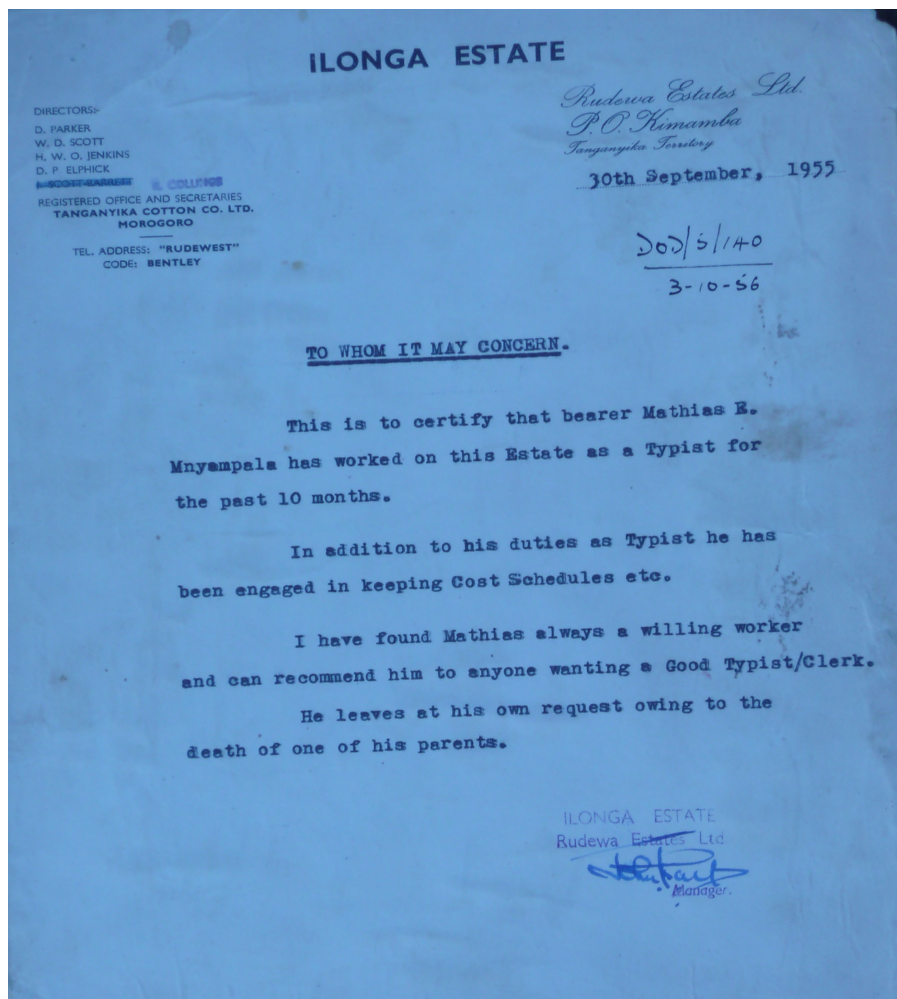 ILONGA ESTATE
DIRECTORS:-
D. PARKER
W. D. SCOTT
H. W. O. JENKINS
D. P ELPHICK
E. COLLINGS
REGISTERED OFFICE AND SECRETARIES
TANGANYIKA COTTON CO. LTD.
MOROGORO
TEL. ADDRESS: "RUDEWEST"
CODE: BENTLEY
Rudewa Estates Ltd.
P.O. Kimamba
Tanganyika Territory
30th September, 1955
DOD/5/140
3-10-56
TO WHOM IT MAY CONCERN.
This is to certify that bearer Mathias E.
Mnyampala has worked on this Estate as a Typist for
the past 10 months.
In addition to his duties as Typist he has
been engaged in keeping Cost Schedules etc.
I have found Mathias always a willing worker
and can recommend him to anyone wanting a Good Typist/Clerk.
He leaves at his own request owing to the
death of one of his parents.
ILONGA ESTATE
Rudewa Estates Ltd
Manager.